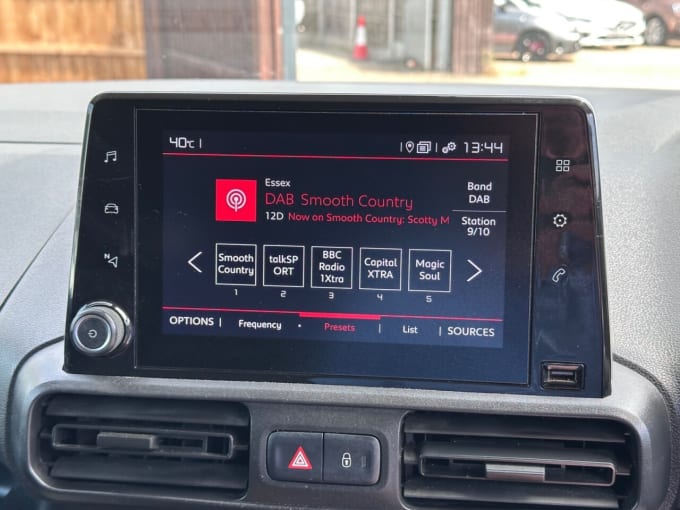 40°C
13:44
Essex
DAB Smooth Country
12D Now on Smooth Country: Scotty M
Band
DAB
Station
9/10
Smooth
Country
1
talkSP
ORT
2
BBC
Radio
1Xtra
3
Capital
XTRA
4
Magic
Soul
5
OPTIONS
Frequency
Presets
List
SOURCES
N